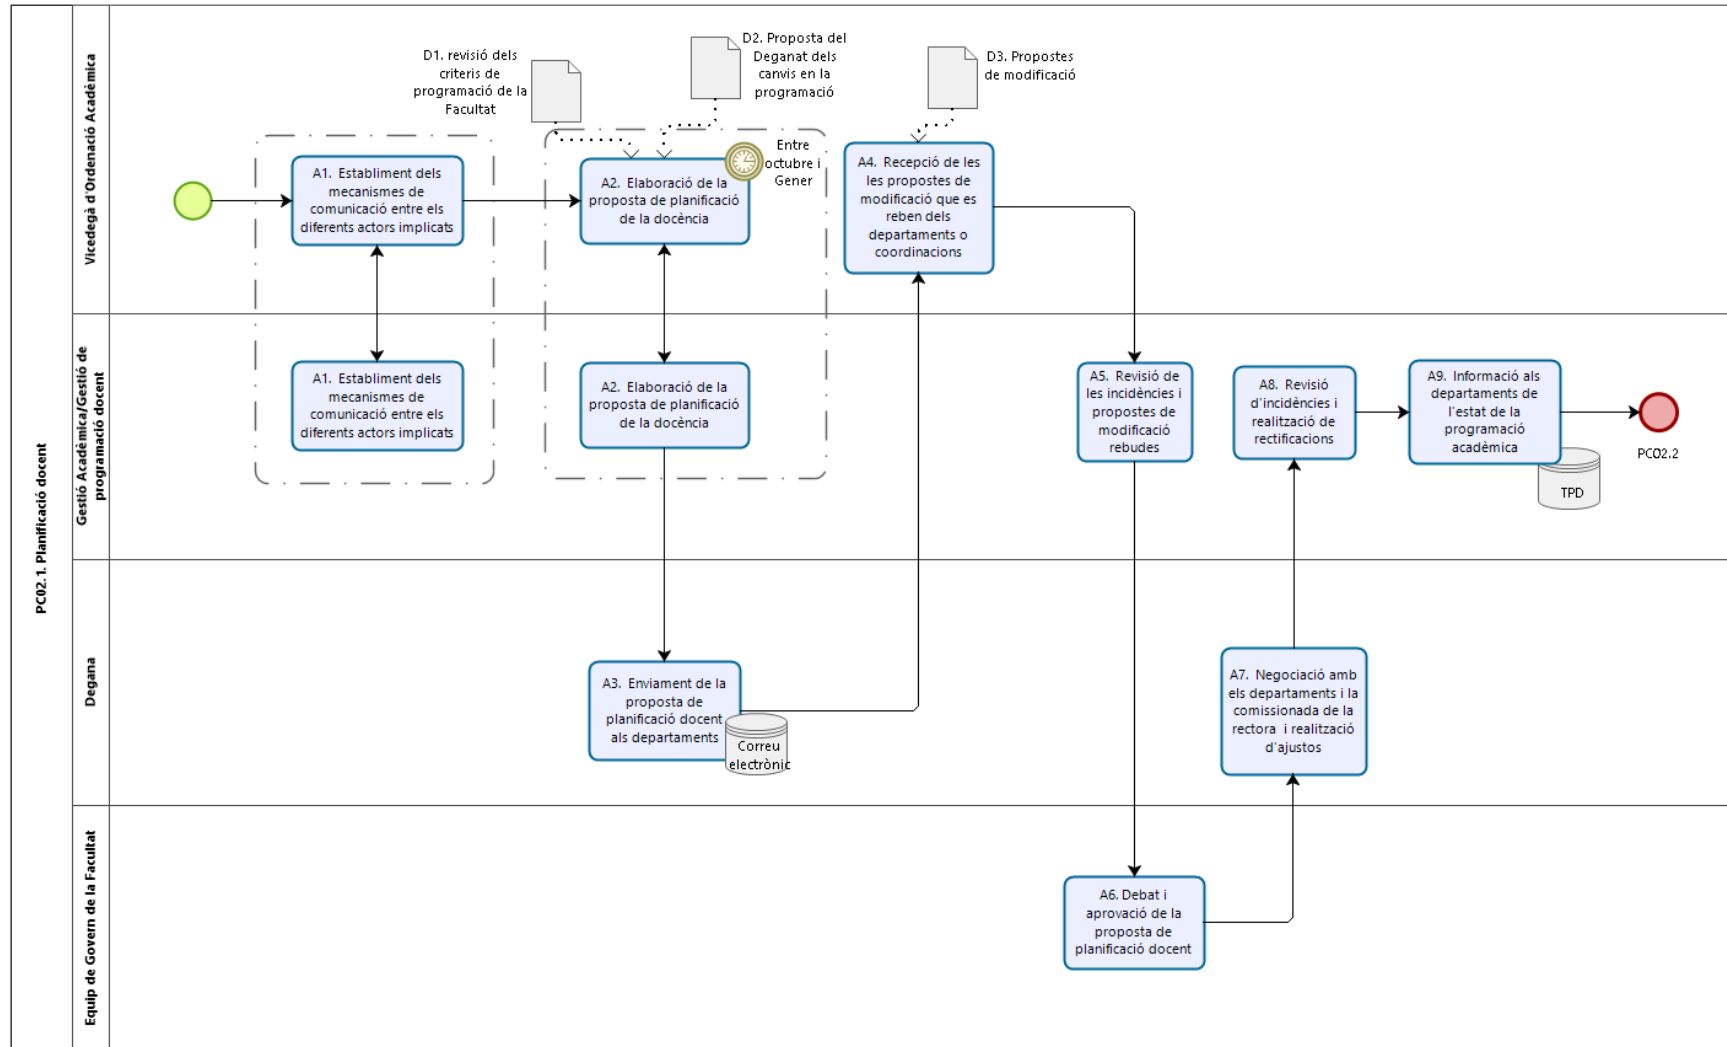 PC02.1. Planificació docent
Vicedegà d'Ordenació Acadèmica
D1. revisió dels
criteris de
programació de la
Facultat
D2. Proposta del
Deganat dels
canvis en la
programació
D3. Propostes
de modificació
A1. Establiment dels
mecanismes de
comunicació entre els
diferents actors implicats
A2. Elaboració de la
proposta de planificació
de la docència
Entre
octubre i
Gener
A4. Recepció de les
les propostes de
modificació que es
reben dels
departaments o
coordinacions
Gestió Acadèmica/Gestió de
programació docent
A1. Establiment dels
mecanismes de
comunicació entre els
diferents actors implicats
A2. Elaboració de la
proposta de planificació
de la docència
A5. Revisió de
les incidències i
propostes de
modificació
rebudes
A8. Revisió
d'incidències i
realització de
rectificacions
A9. Informació als
departaments de
l'estat de la
programació
acadèmica
TPD
PC02.2
Degana
A3. Enviament de la
proposta de
planificació docent
als departaments
Correu
electrònic
A7. Negociació amb
els departaments i la
comissionada de la
rectora i realització
d'ajustos
Equip de Govern de la Facultat
A6. Debat i
aprovació de la
proposta de
planificació docent